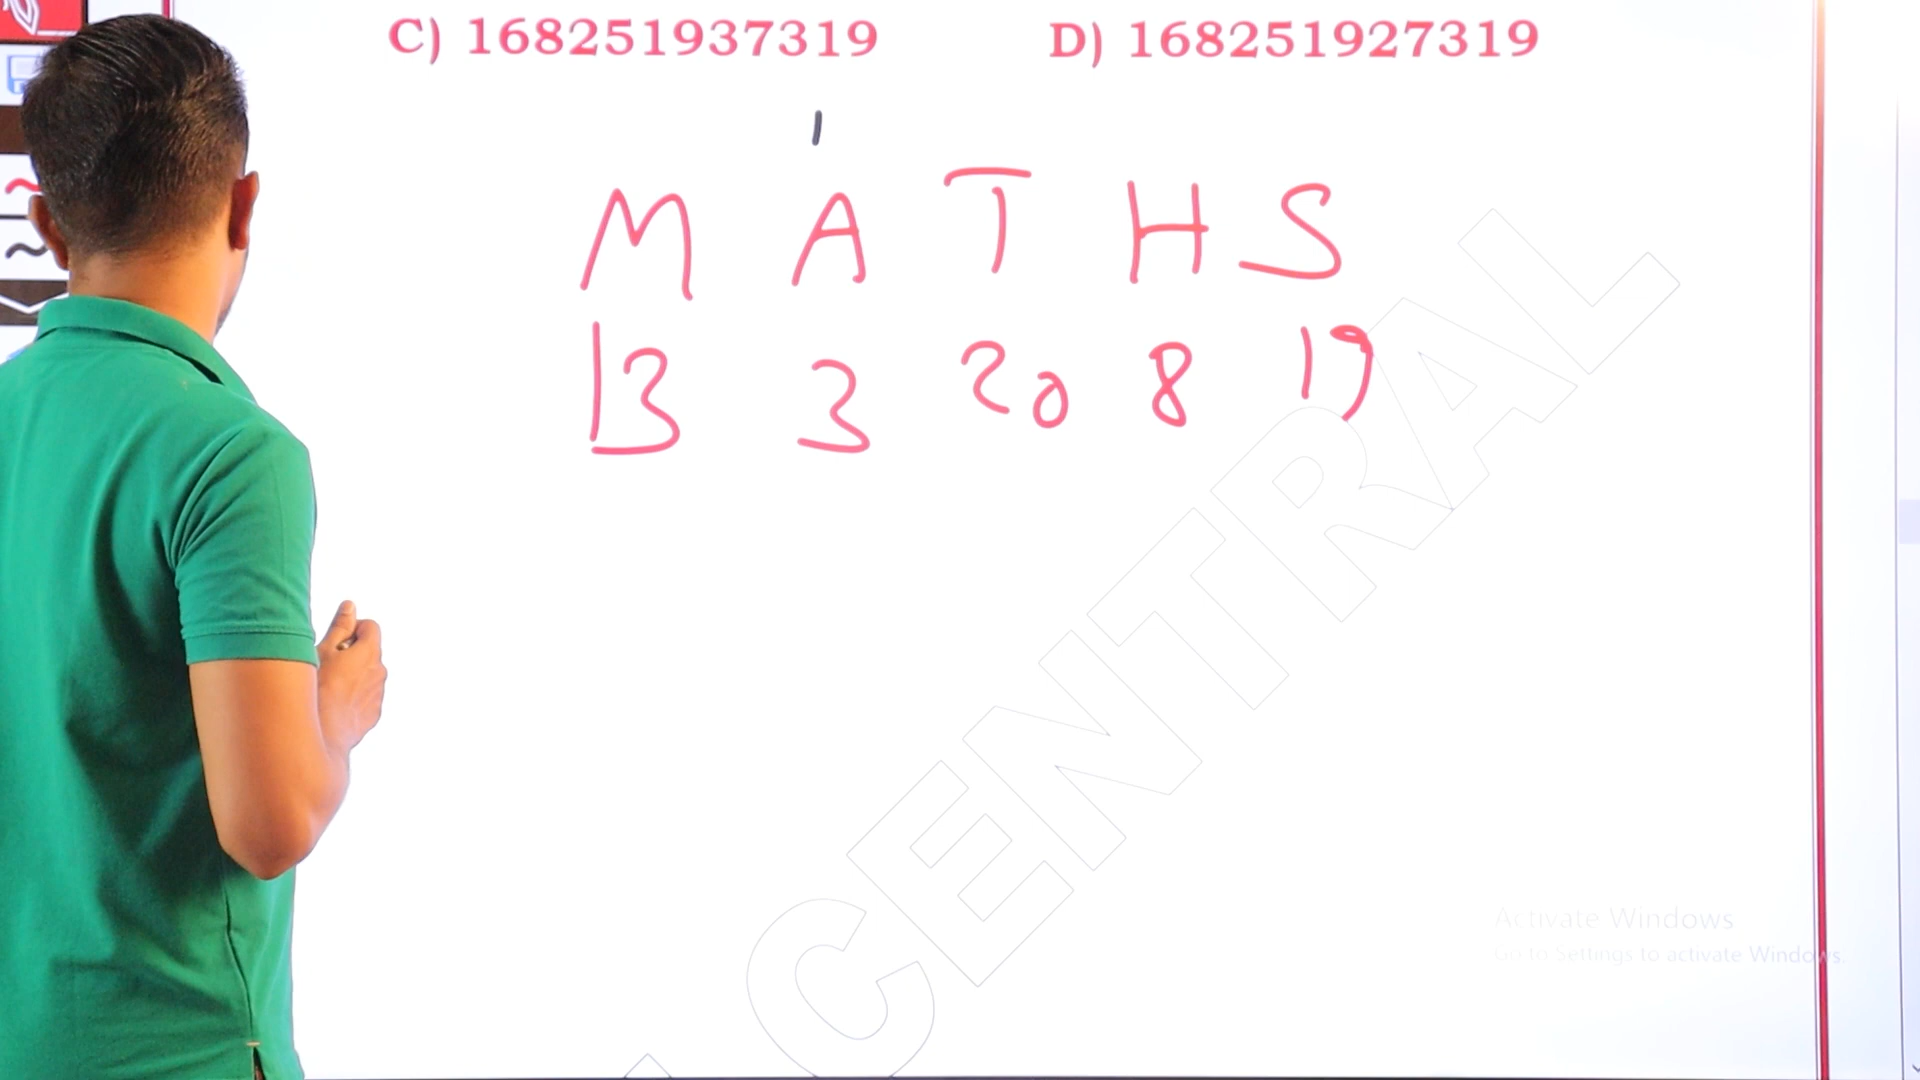 C) 168251937319 D) 168251927319
1
M A T H S
13 3 20 8 19
CENTRAL
Activate Windows
Go to Settings to activate Windows.